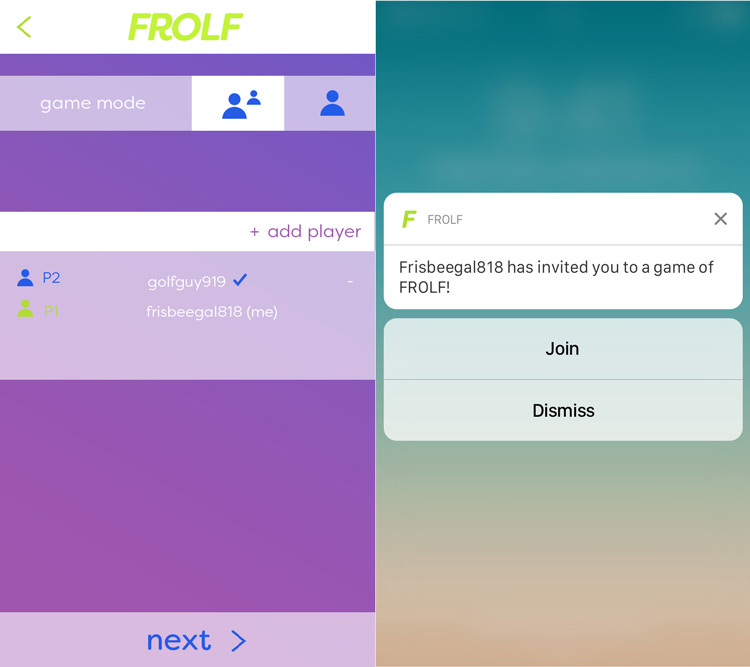 FROLF
game mode
+ add player
P2 golfguy919 -
P1 frisbeegal818 (me)
next >
F FROLF
Frisbeegal818 has invited you to a game of
FROLF!
Join
Dismiss